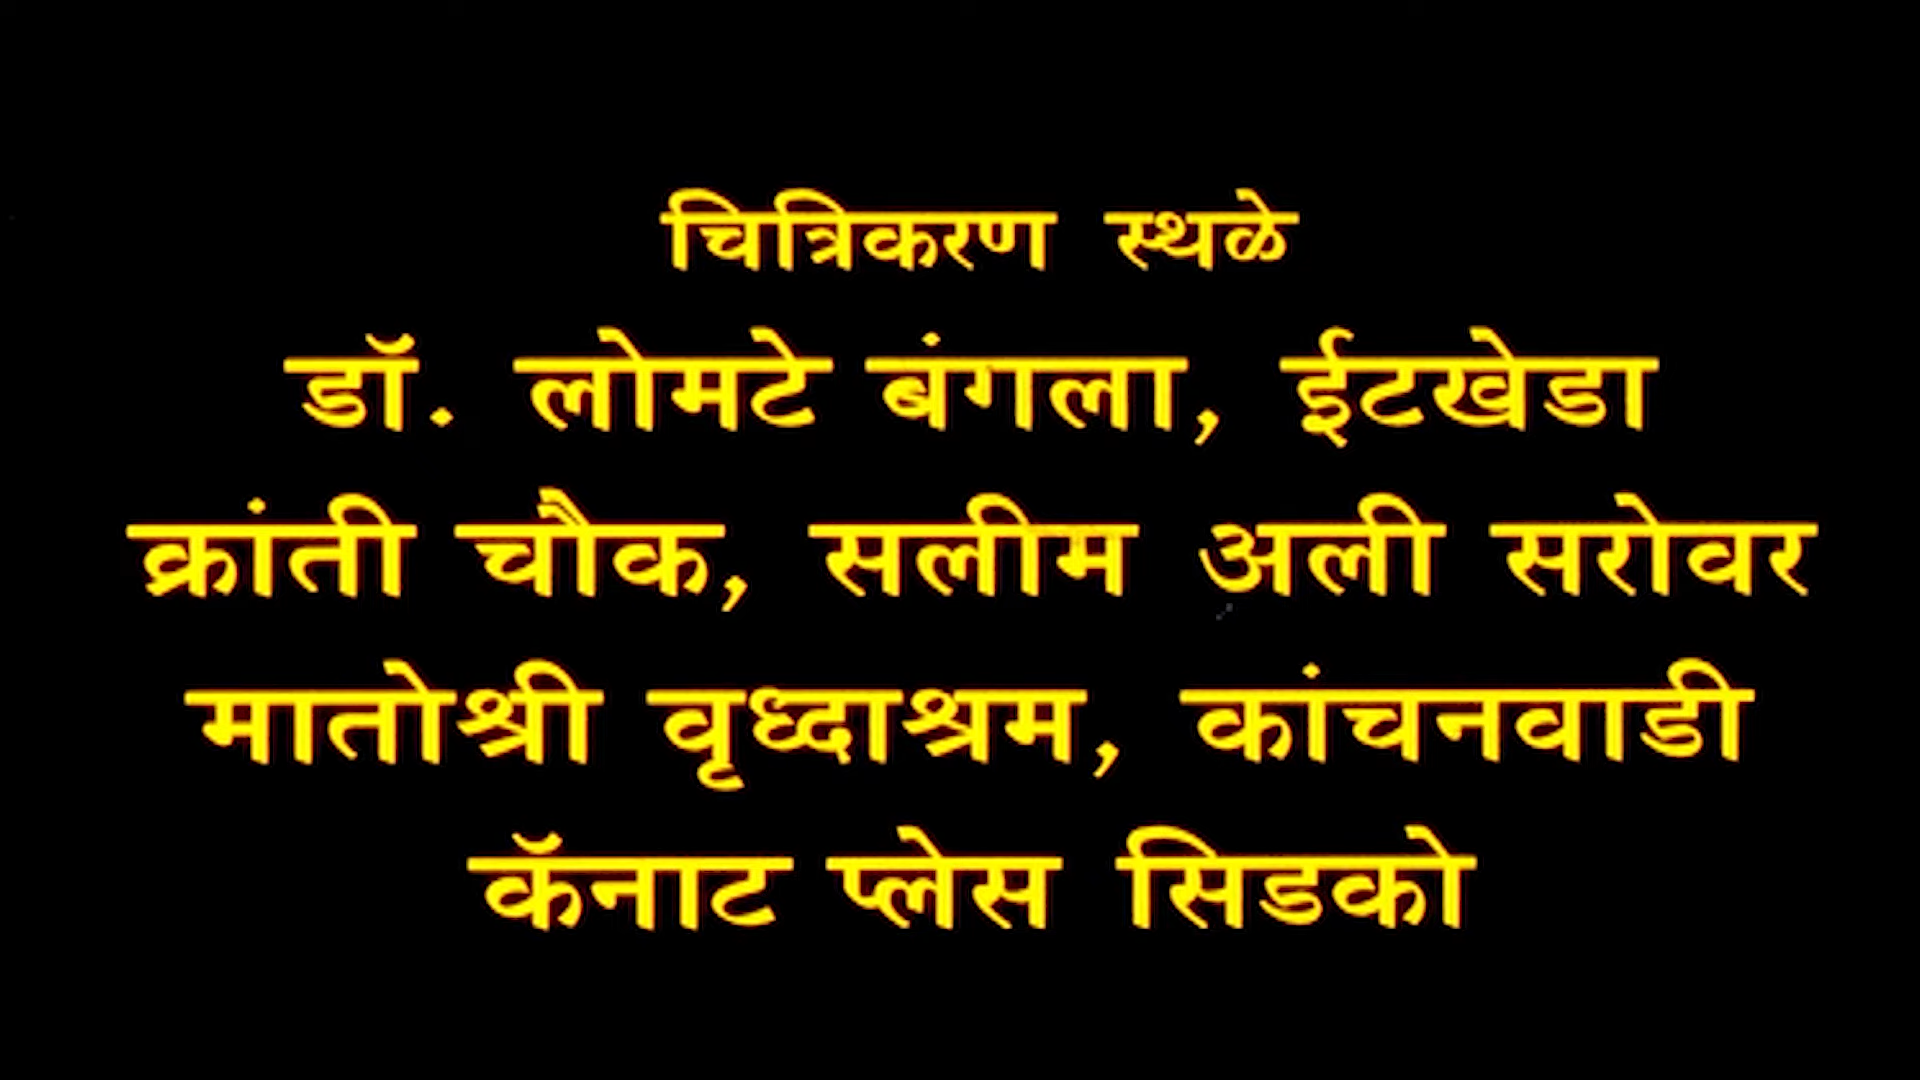 चित्रिकरण स्थळे
डॉ. लोमटे बंगला, ईटखेडा
क्रांती चौक, सलीम अली सरोवर
मातोश्री वृध्दाश्रम, कांचनवाडी
कॅनाट प्लेस सिडको